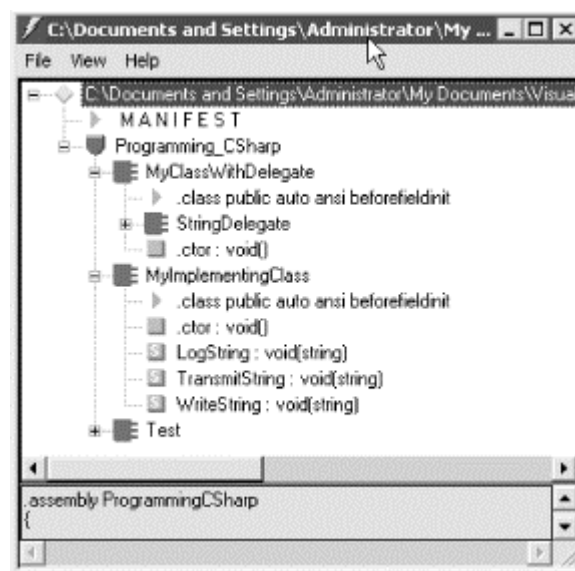 C:\Documents and Settings\Administrator\My ...
File View Help
C:\Documents and Settings\Administrator\My Documents\Visua
MANIFEST
Programming_CSharp
MyClassWithDelegate
.class public auto ansi beforefieldinit
StringDelegate
.ctor : void()
MyImplementingClass
.class public auto ansi beforefieldinit
.ctor : void()
S LogString : void(string)
S TransmitString : void(string)
S WriteString : void(string)
Test
.assembly ProgrammingCSharp
{